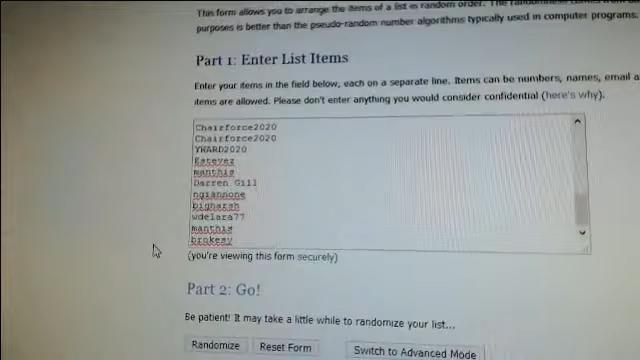 This form allows you to arrange the items of a list in random order. The randomness comes from
purposes is better than the pseudo-random number algorithms typically used in computer programs.
Part 1: Enter List Items
Enter your items in the field below, each on a separate line. Items can be numbers, names, email a
items are allowed. Please don't enter anything you would consider confidential (here's why).
Chairforce2020
Chairforce2020
YHARD2020
Estevez
manthis
Darren Gill
ngiannone
bigharsh
wdelara77
manthis
brokesy
(you're viewing this form securely)
Part 2: Go!
Be patient! It may take a little while to randomize your list...
Randomize Reset Form Switch to Advanced Mode